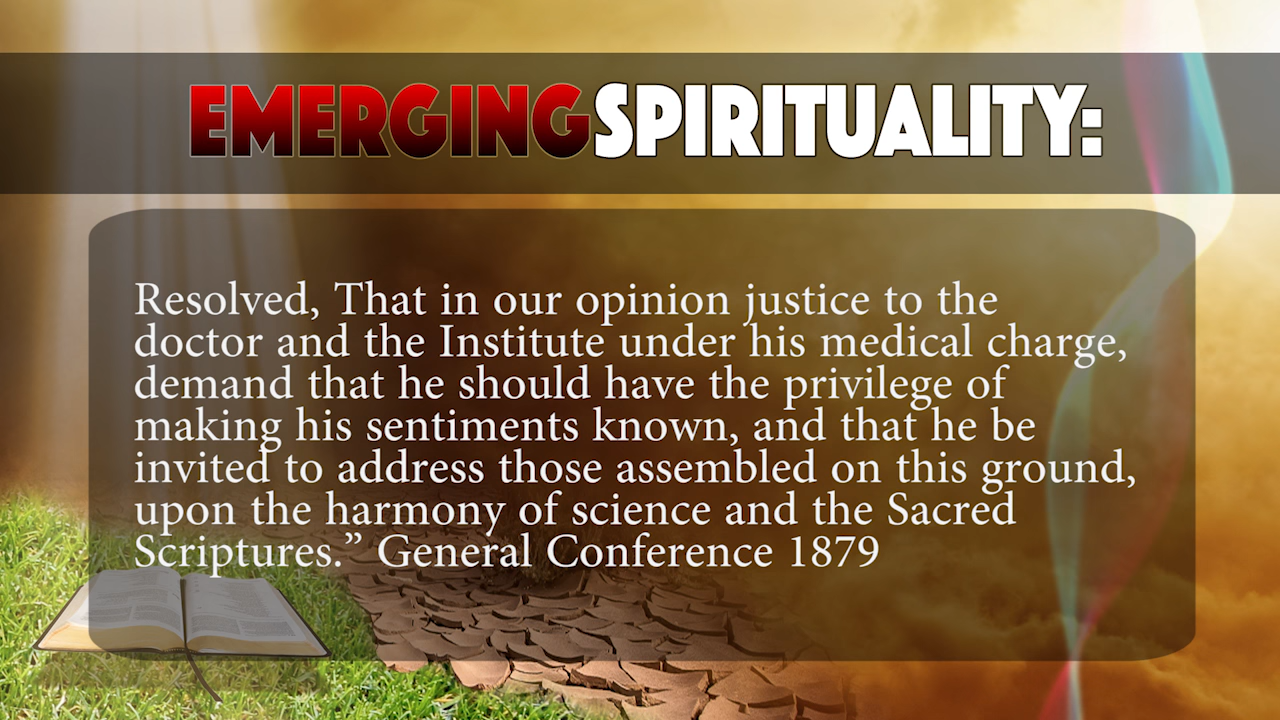 EMERGINGSPIRITUALITY:
Resolved, That in our opinion justice to the
doctor and the Institute under his medical charge,
demand that he should have the privilege of
making his sentiments known, and that he be
invited to address those assembled on this ground,
upon the harmony of science and the Sacred
Scriptures.” General Conference 1879